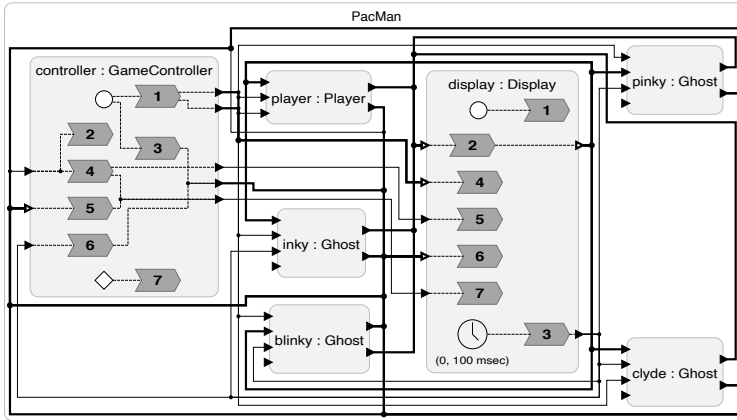 PacMan
controller : GameController
1
2
3
4
5
6
7
player : Player
inky : Ghost
blinky : Ghost
display : Display
1
2
4
5
6
7
3
(0, 100 msec)
pinky : Ghost
clyde : Ghost